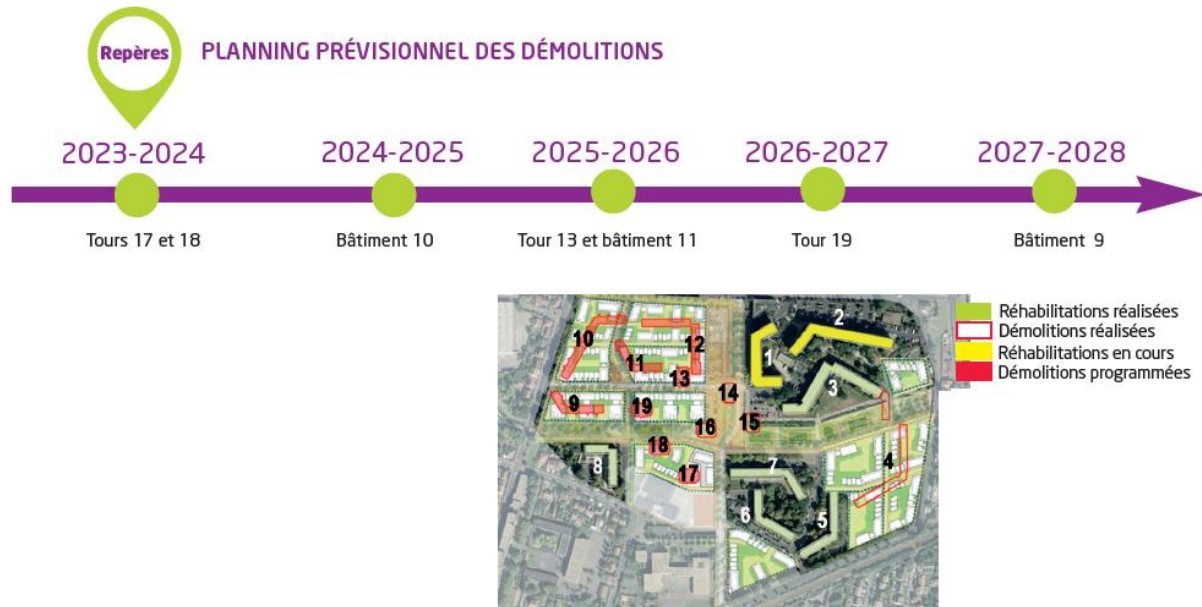 Repères
PLANNING PRÉVISIONNEL DES DÉMOLITIONS
2023-2024
2024-2025
2025-2026
2026-2027
2027-2028
Tours 17 et 18
Bâtiment 10
Tour 13 et bâtiment 11
Tour 19
Bâtiment 9
Réhabilitations réalisées
Démolitions réalisées
Réhabilitations en cours
Démolitions programmées
10
12
1
2
11
13
3
14
9
19
16
15
18
17
8
7
4
6
5